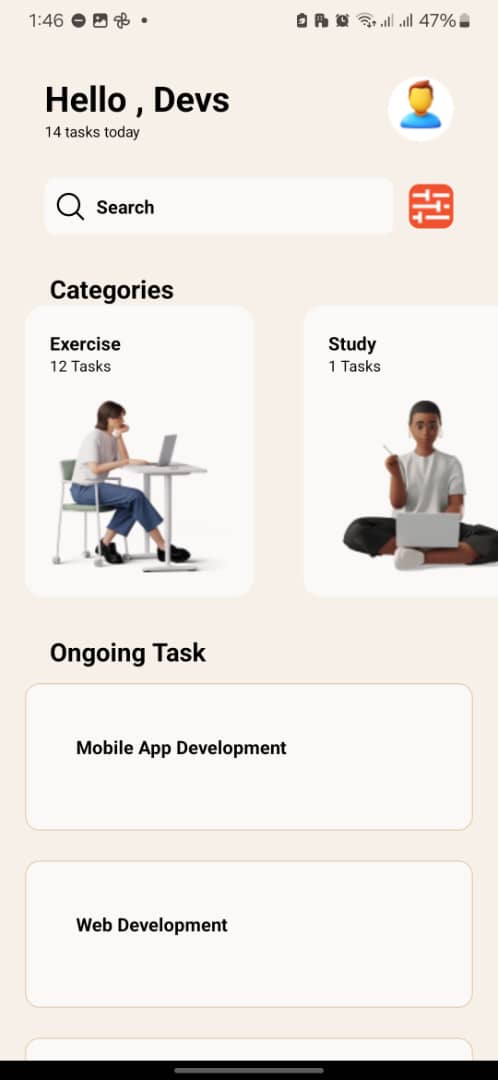 1:46 47%
Hello , Devs
14 tasks today
Search
Categories
Exercise
12 Tasks
Study
1 Tasks
Ongoing Task
Mobile App Development
Web Development